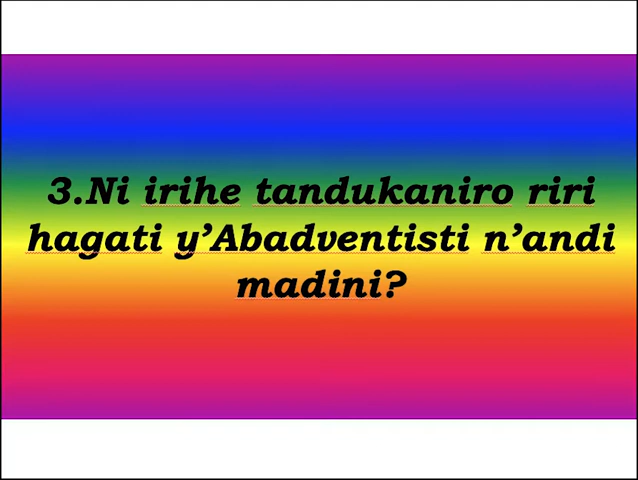 3.Ni irihe tandukaniro riri
hagati y’Abadventisti n’andi
madini?